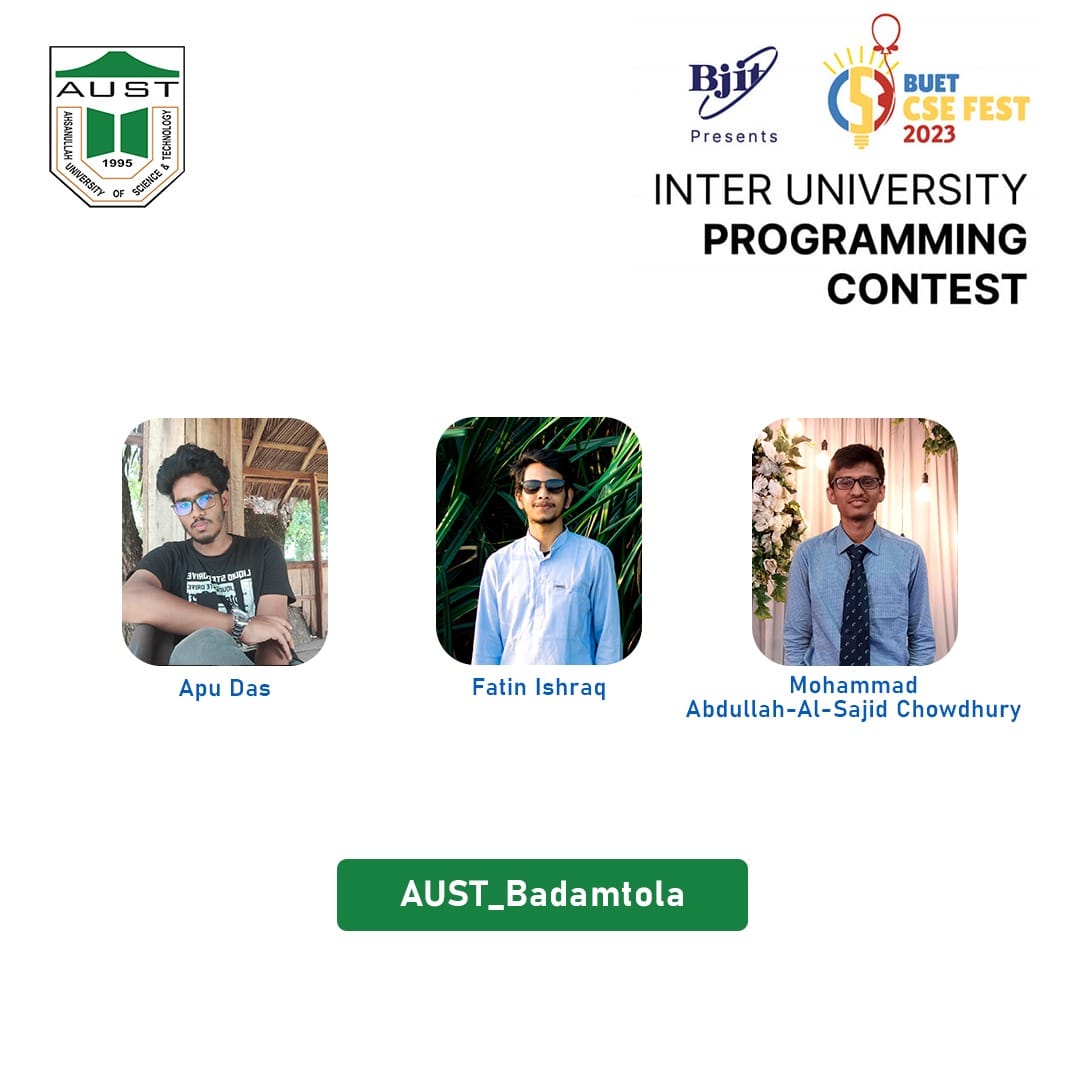 AUST
1995
AHSANULLAH UNIVERSITY OF SCIENCE & TECHNOLOGY
Bjit
Presents
BUET
CSE FEST
2023
INTER UNIVERSITY
PROGRAMMING
CONTEST
Apu Das
Fatin Ishraq
Mohammad
Abdullah-Al-Sajid Chowdhury
AUST_Badamtola